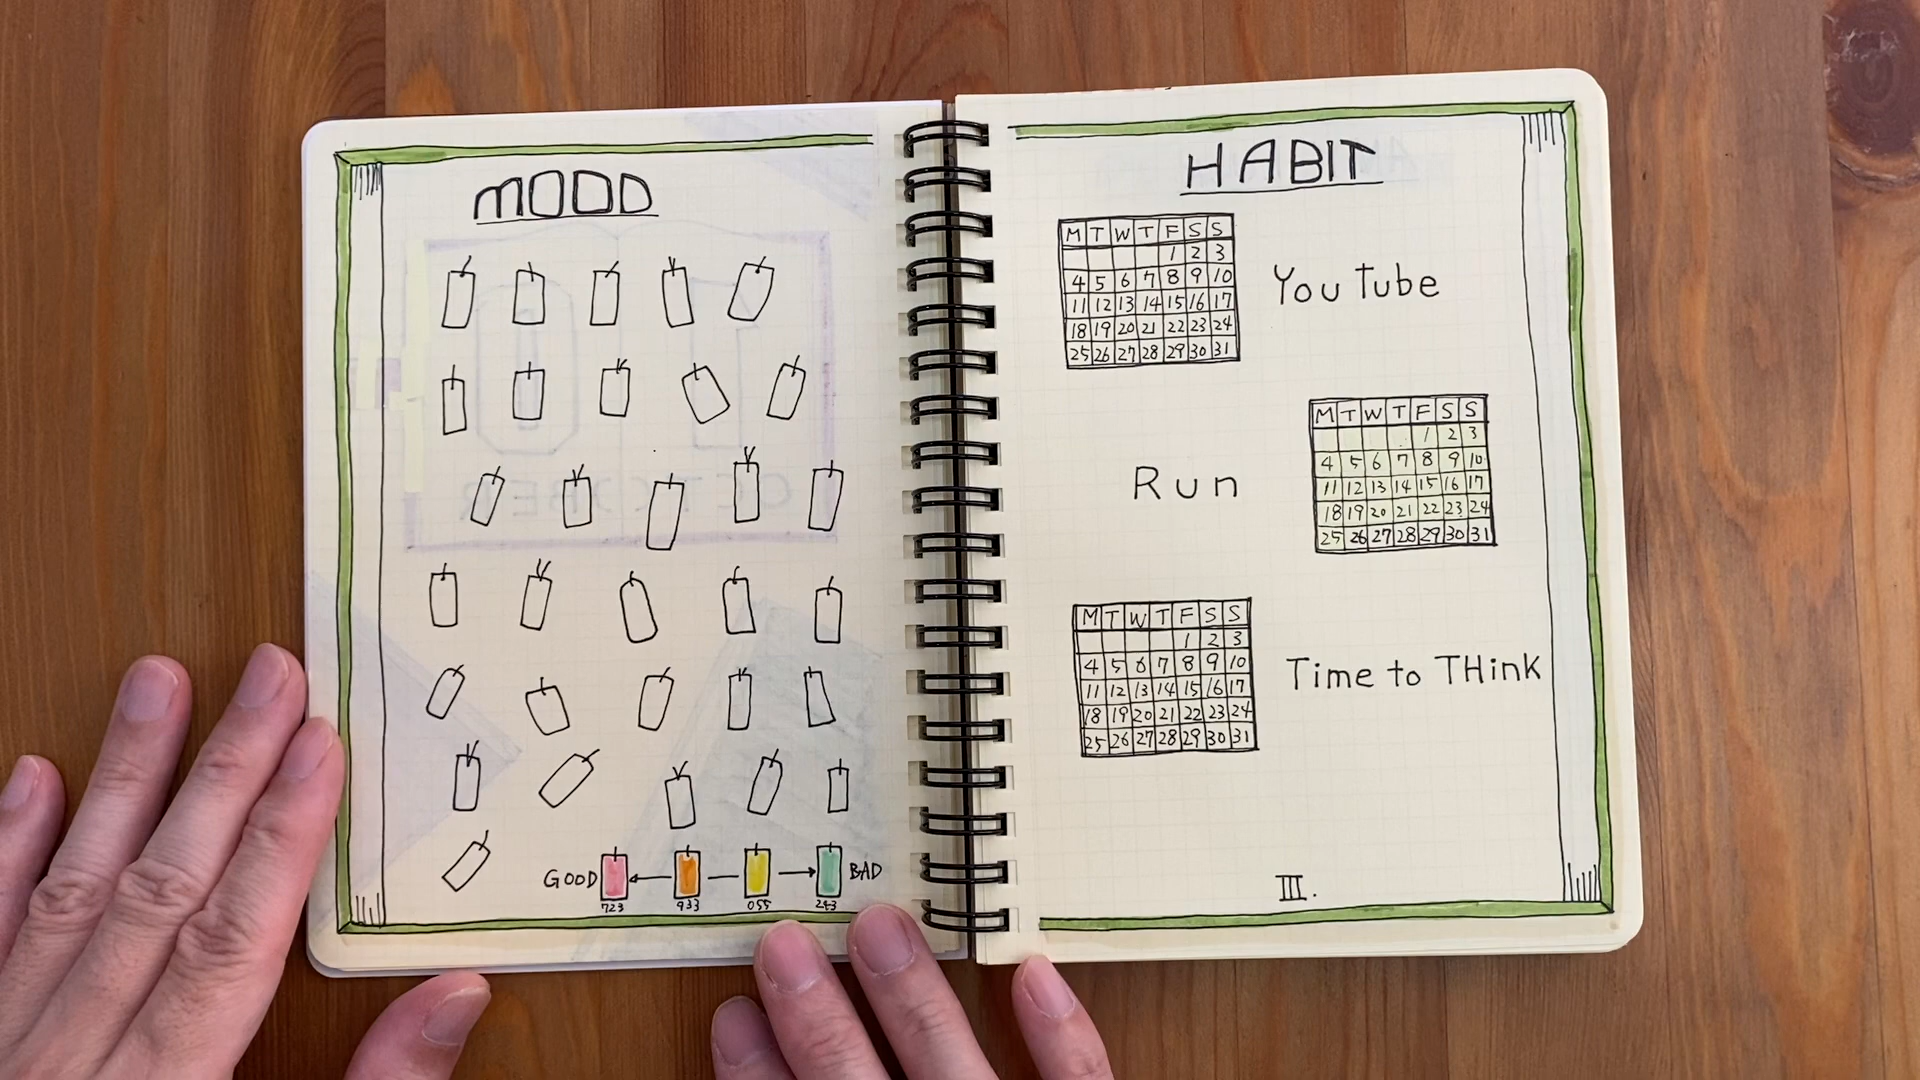 MOOD
GOOD BAD
723 933 055 243
HABIT
M T W T F S S
1 2 3
4 5 6 7 8 9 10
11 12 13 14 15 16 17
18 19 20 21 22 23 24
25 26 27 28 29 30 31
You Tube
M T W T F S S
1 2 3
4 5 6 7 8 9 10
11 12 13 14 15 16 17
18 19 20 21 22 23 24
25 26 27 28 29 30 31
Run
M T W T F S S
1 2 3
4 5 6 7 8 9 10
11 12 13 14 15 16 17
18 19 20 21 22 23 24
25 26 27 28 29 30 31
Time to THink
III.